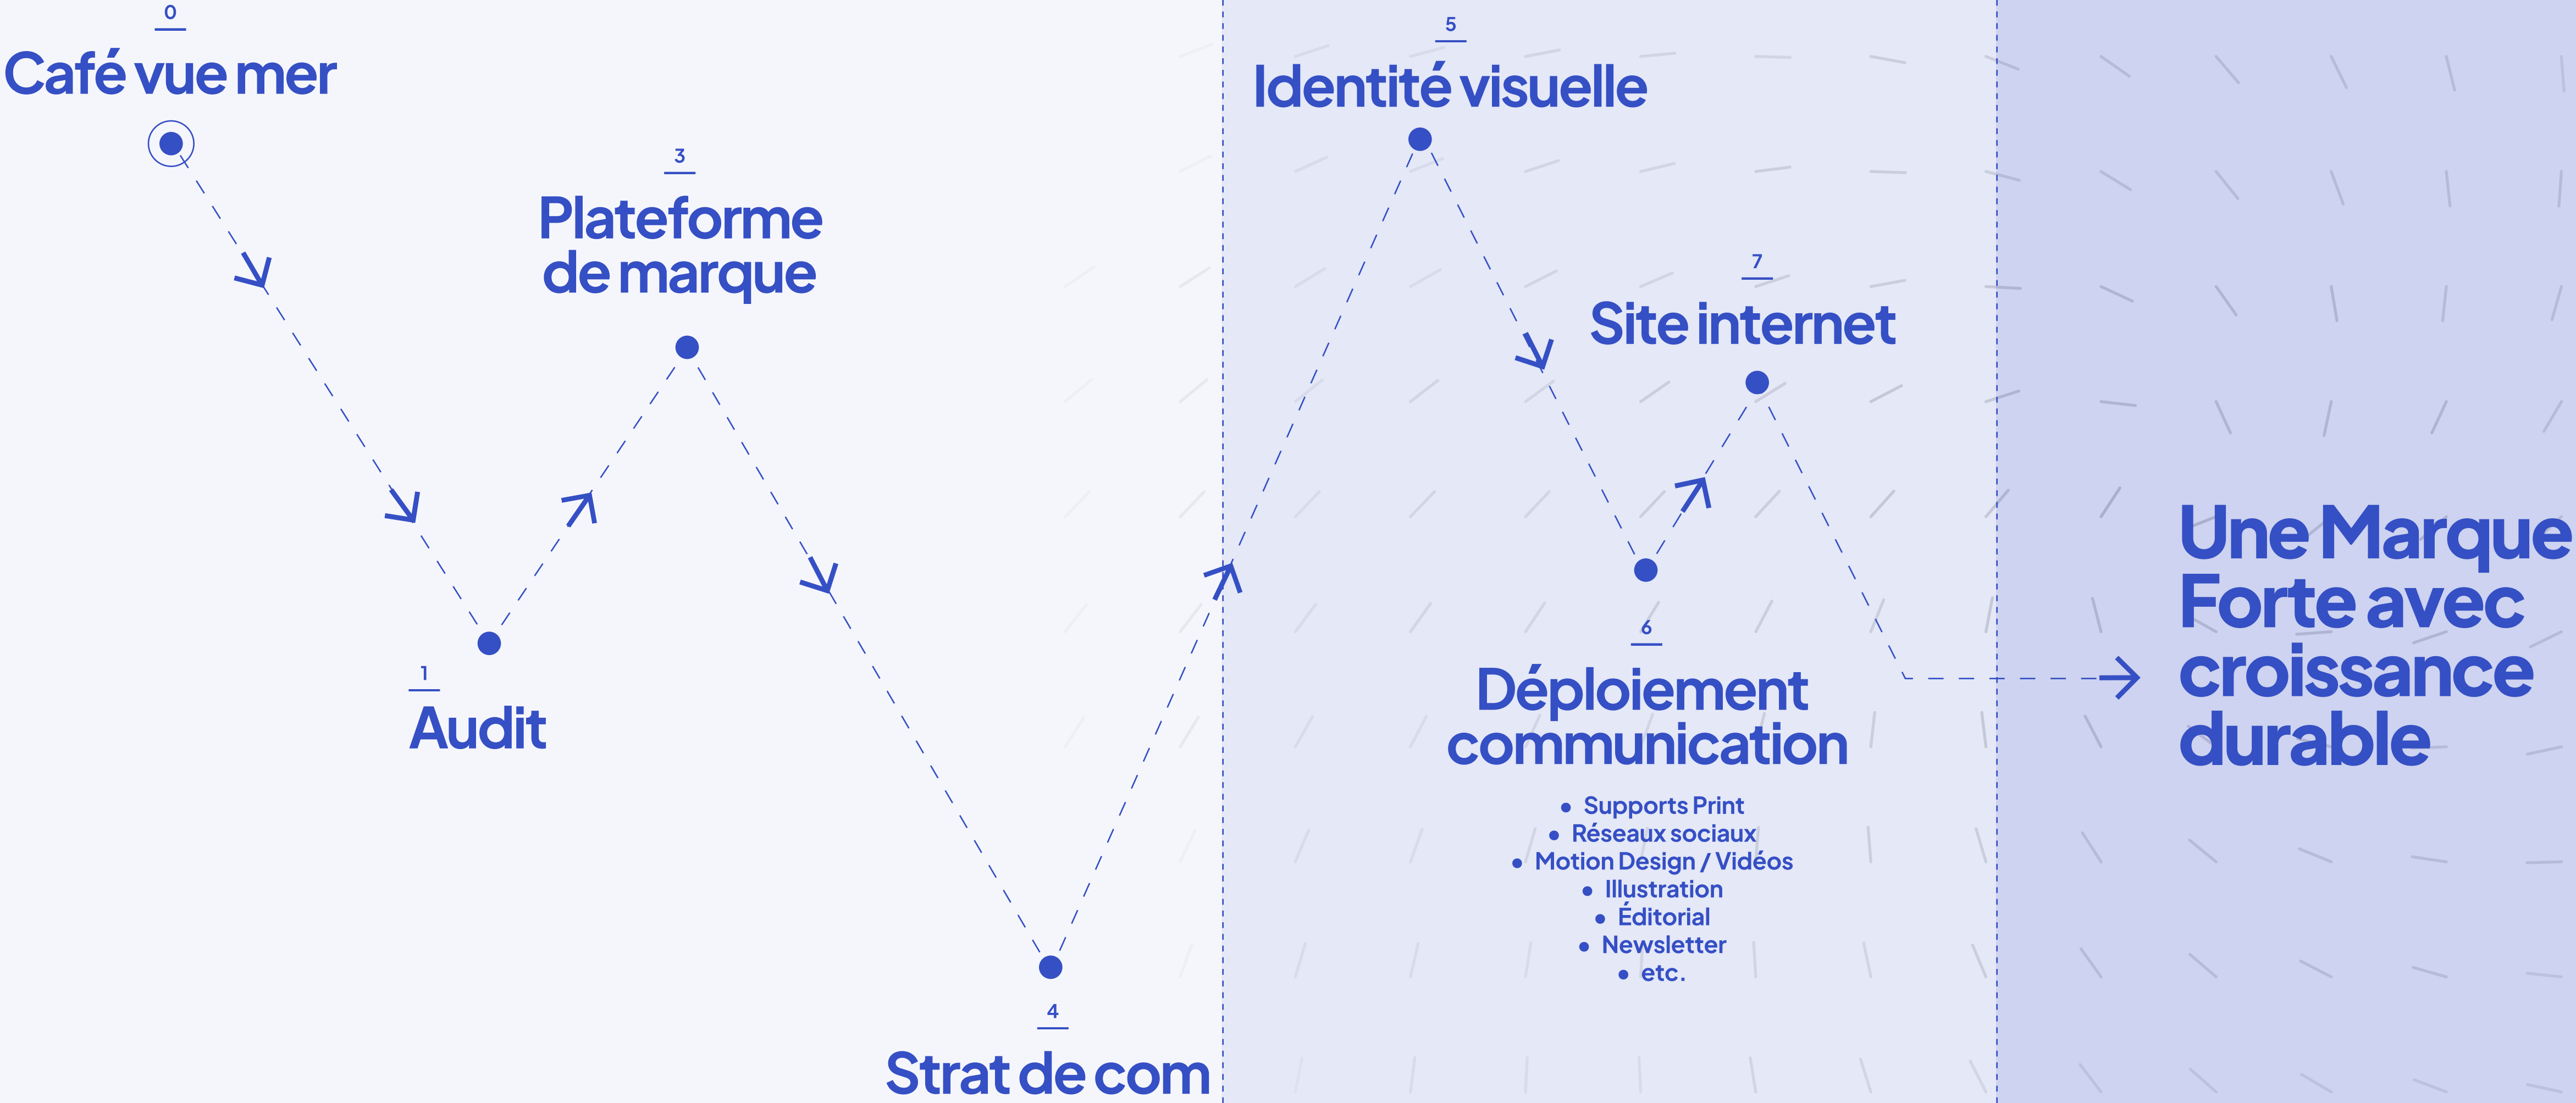 0
Café vue mer
1
Audit
3
Plateforme
de marque
4
Strat de com
5
Identité visuelle
6
Déploiement
communication
• Supports Print
• Réseaux sociaux
• Motion Design / Vidéos
• Illustration
• Éditorial
• Newsletter
• etc.
7
Site internet
Une Marque
Forte avec
croissance
durable